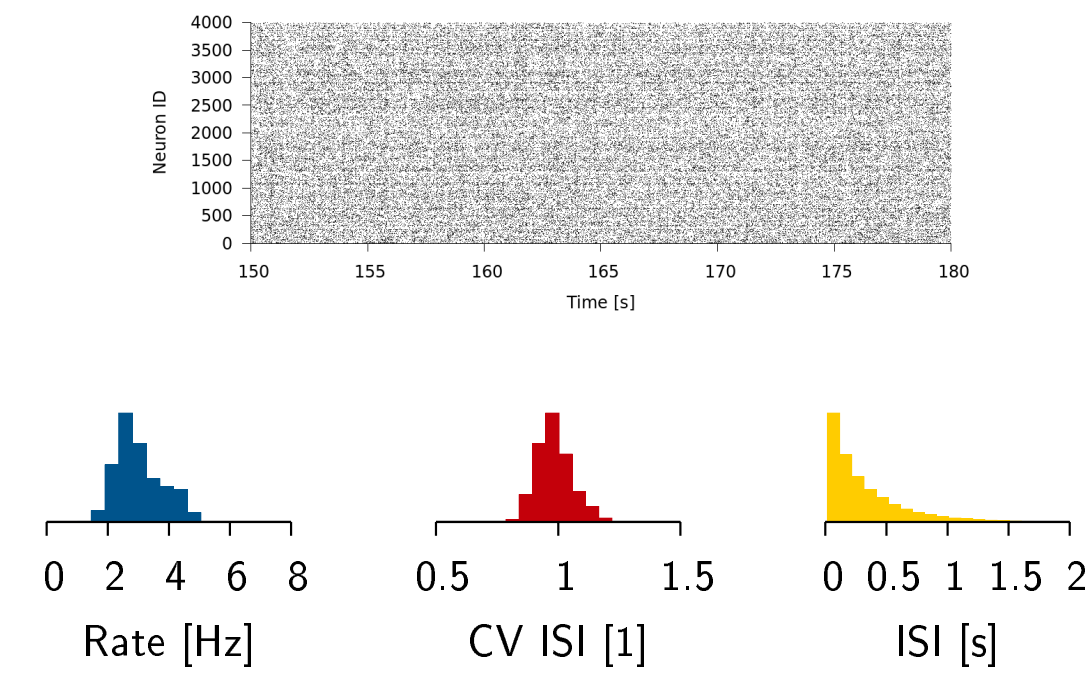 4000
3500
3000
2500
2000
1500
1000
500
0
Neuron ID
150 155 160 165 170 175 180
Time [s]
0 2 4 6 8
Rate [Hz]
0.5 1 1.5
CV ISI [1]
0 0.5 1 1.5 2
ISI [s]